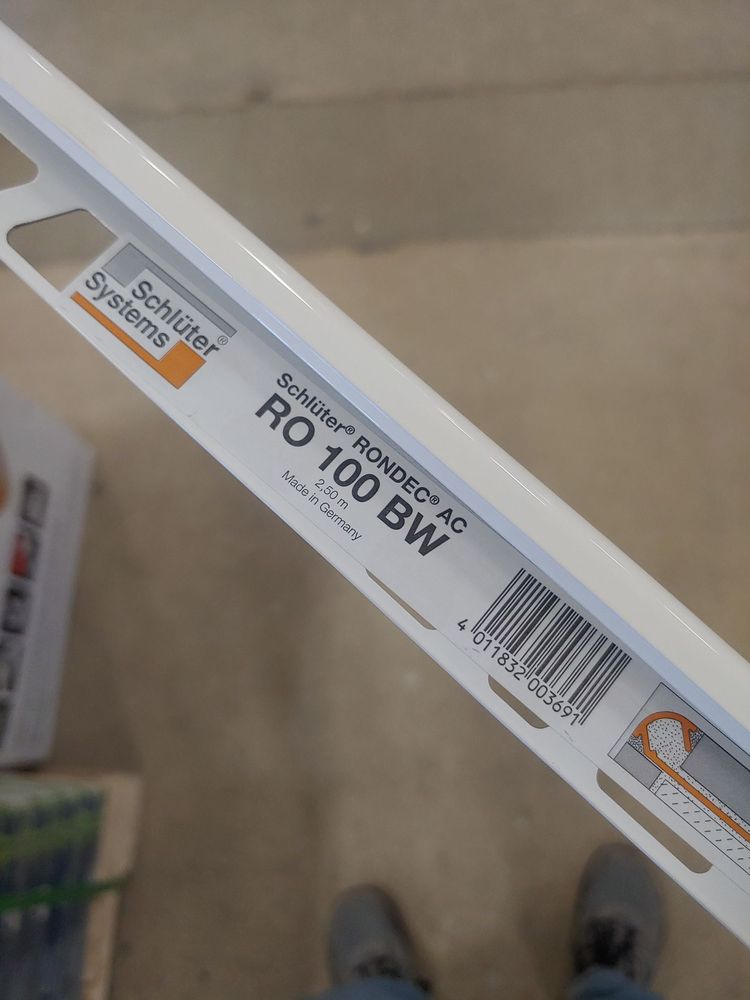 Schlüter®
Systems
Schlüter® RONDEC® AC
RO 100 BW
2,50 m
Made in Germany
4 011832 003691